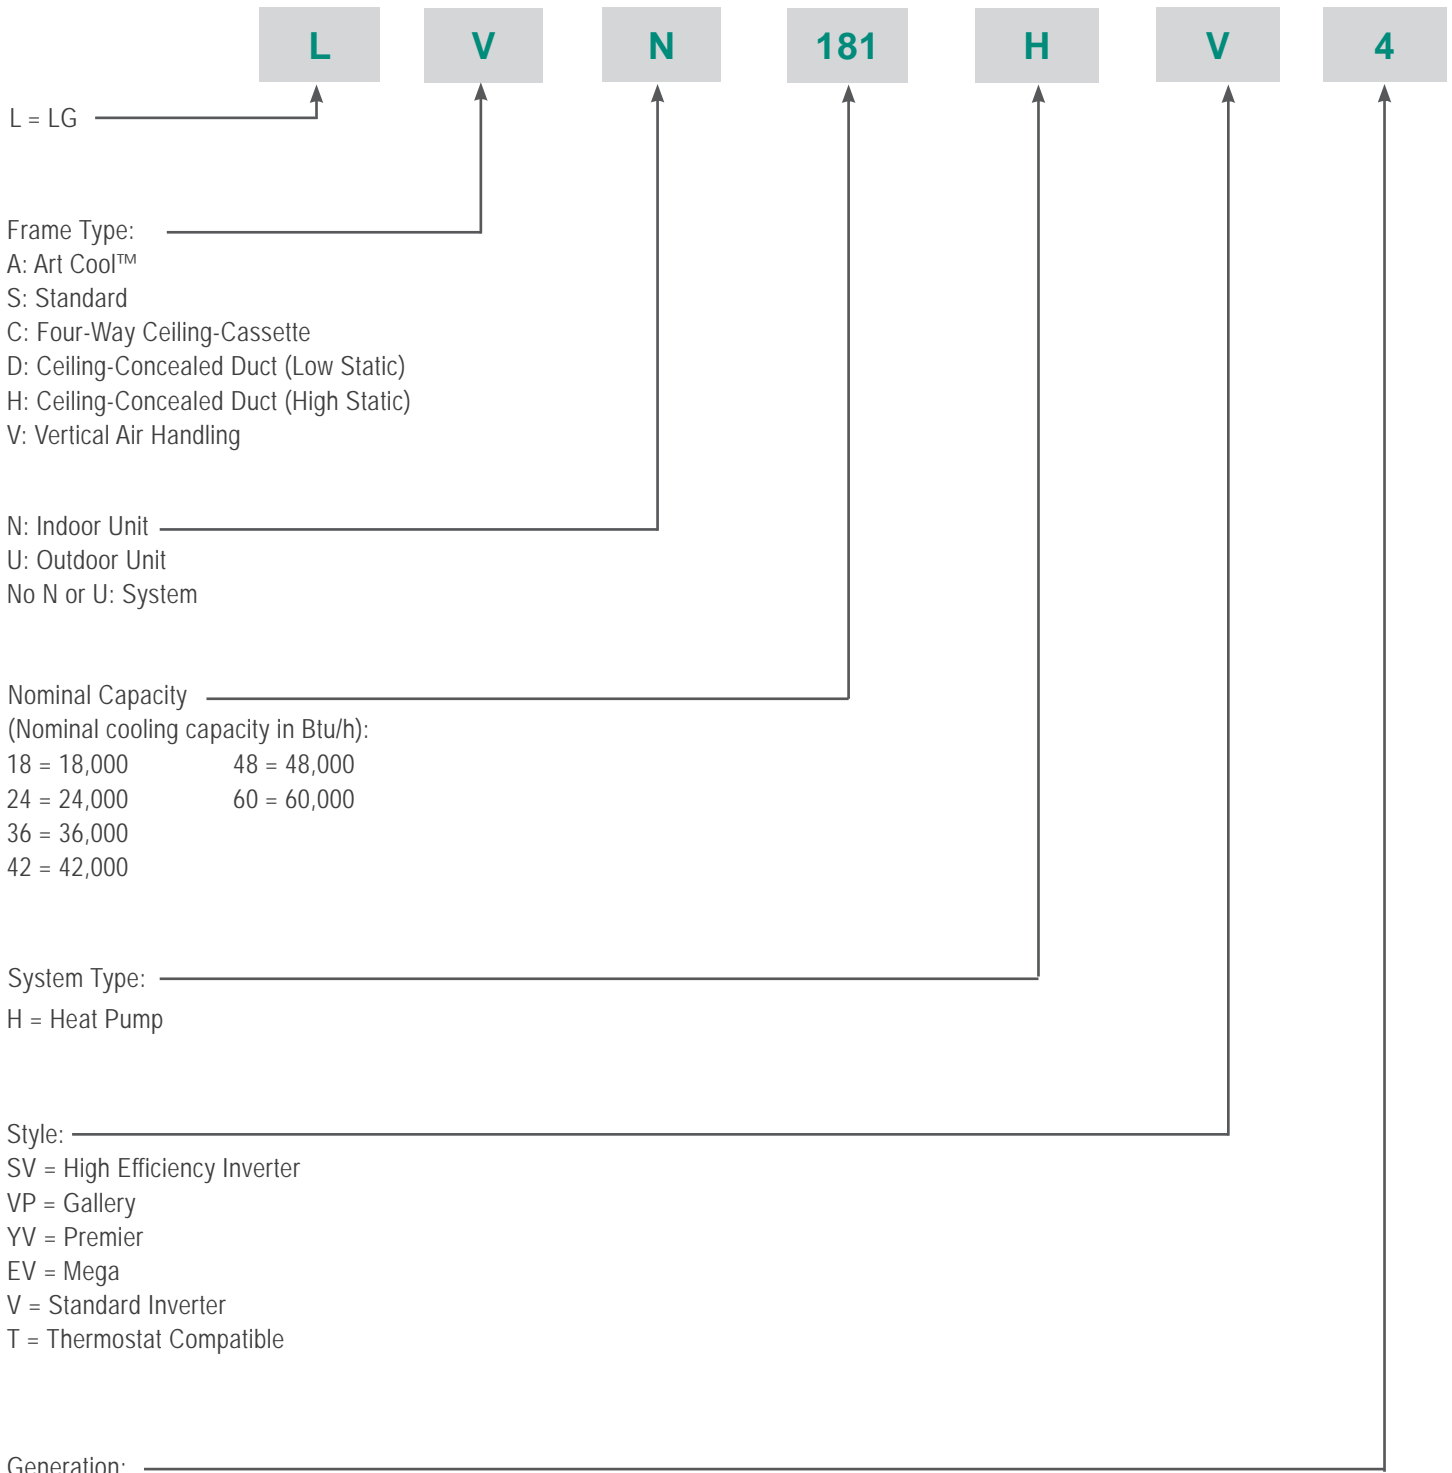 L V N 181 H V 4
L = LG
Frame Type:
A: Art Cool™
S: Standard
C: Four-Way Ceiling-Cassette
D: Ceiling-Concealed Duct (Low Static)
H: Ceiling-Concealed Duct (High Static)
V: Vertical Air Handling
N: Indoor Unit
U: Outdoor Unit
No N or U: System
Nominal Capacity
(Nominal cooling capacity in Btu/h):
18 = 18,000 48 = 48,000
24 = 24,000 60 = 60,000
36 = 36,000
42 = 42,000
System Type:
H = Heat Pump
Style:
SV = High Efficiency Inverter
VP = Gallery
YV = Premier
EV = Mega
V = Standard Inverter
T = Thermostat Compatible
Generation: